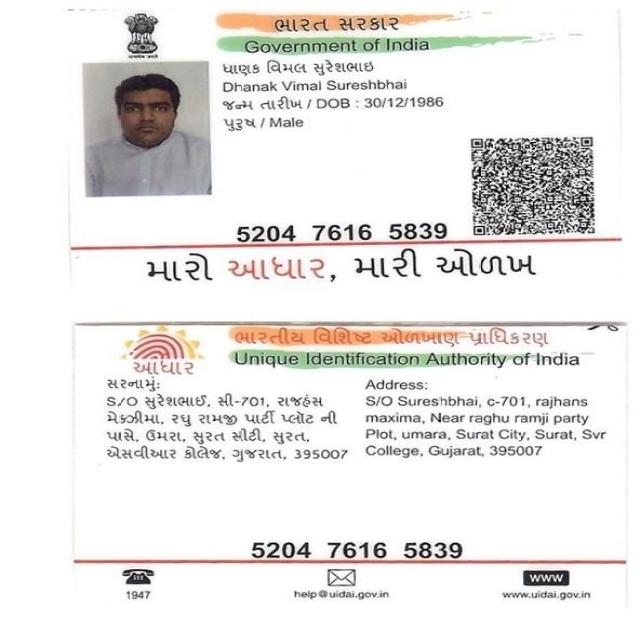 ભારત સરકાર
Government of India
ધાણક વિમલ સુરેશભાઇ
Dhanak Vimal Sureshbhai
જન્મ તારીખ / DOB : 30/12/1986
પુરુષ / Male
5204 7616 5839
મારો આધાર, મારી ઓળખ
ભારતીય વિશિષ્ટ ઓળખાણ પ્રાધિકરણ
Unique Identification Authority of India
આધાર
સરનામું:
S/O સુરેશભાઈ, સી-701, રાજહંસ
મેક્ઝીમા, રઘુ રામજી પાર્ટી પ્લૉટ ની
પાસે, ઉમરા, સુરત સીટી, સુરત,
એસવીઆર કોલેજ, ગુજરાત, 395007
Address:
S/O Sureshbhai, c-701, rajhans
maxima, Near raghu ramji party
Plot, umara, Surat City, Surat, Svr
College, Gujarat, 395007
5204 7616 5839
1947
help@uidai.gov.in
www
www.uidai.gov.in